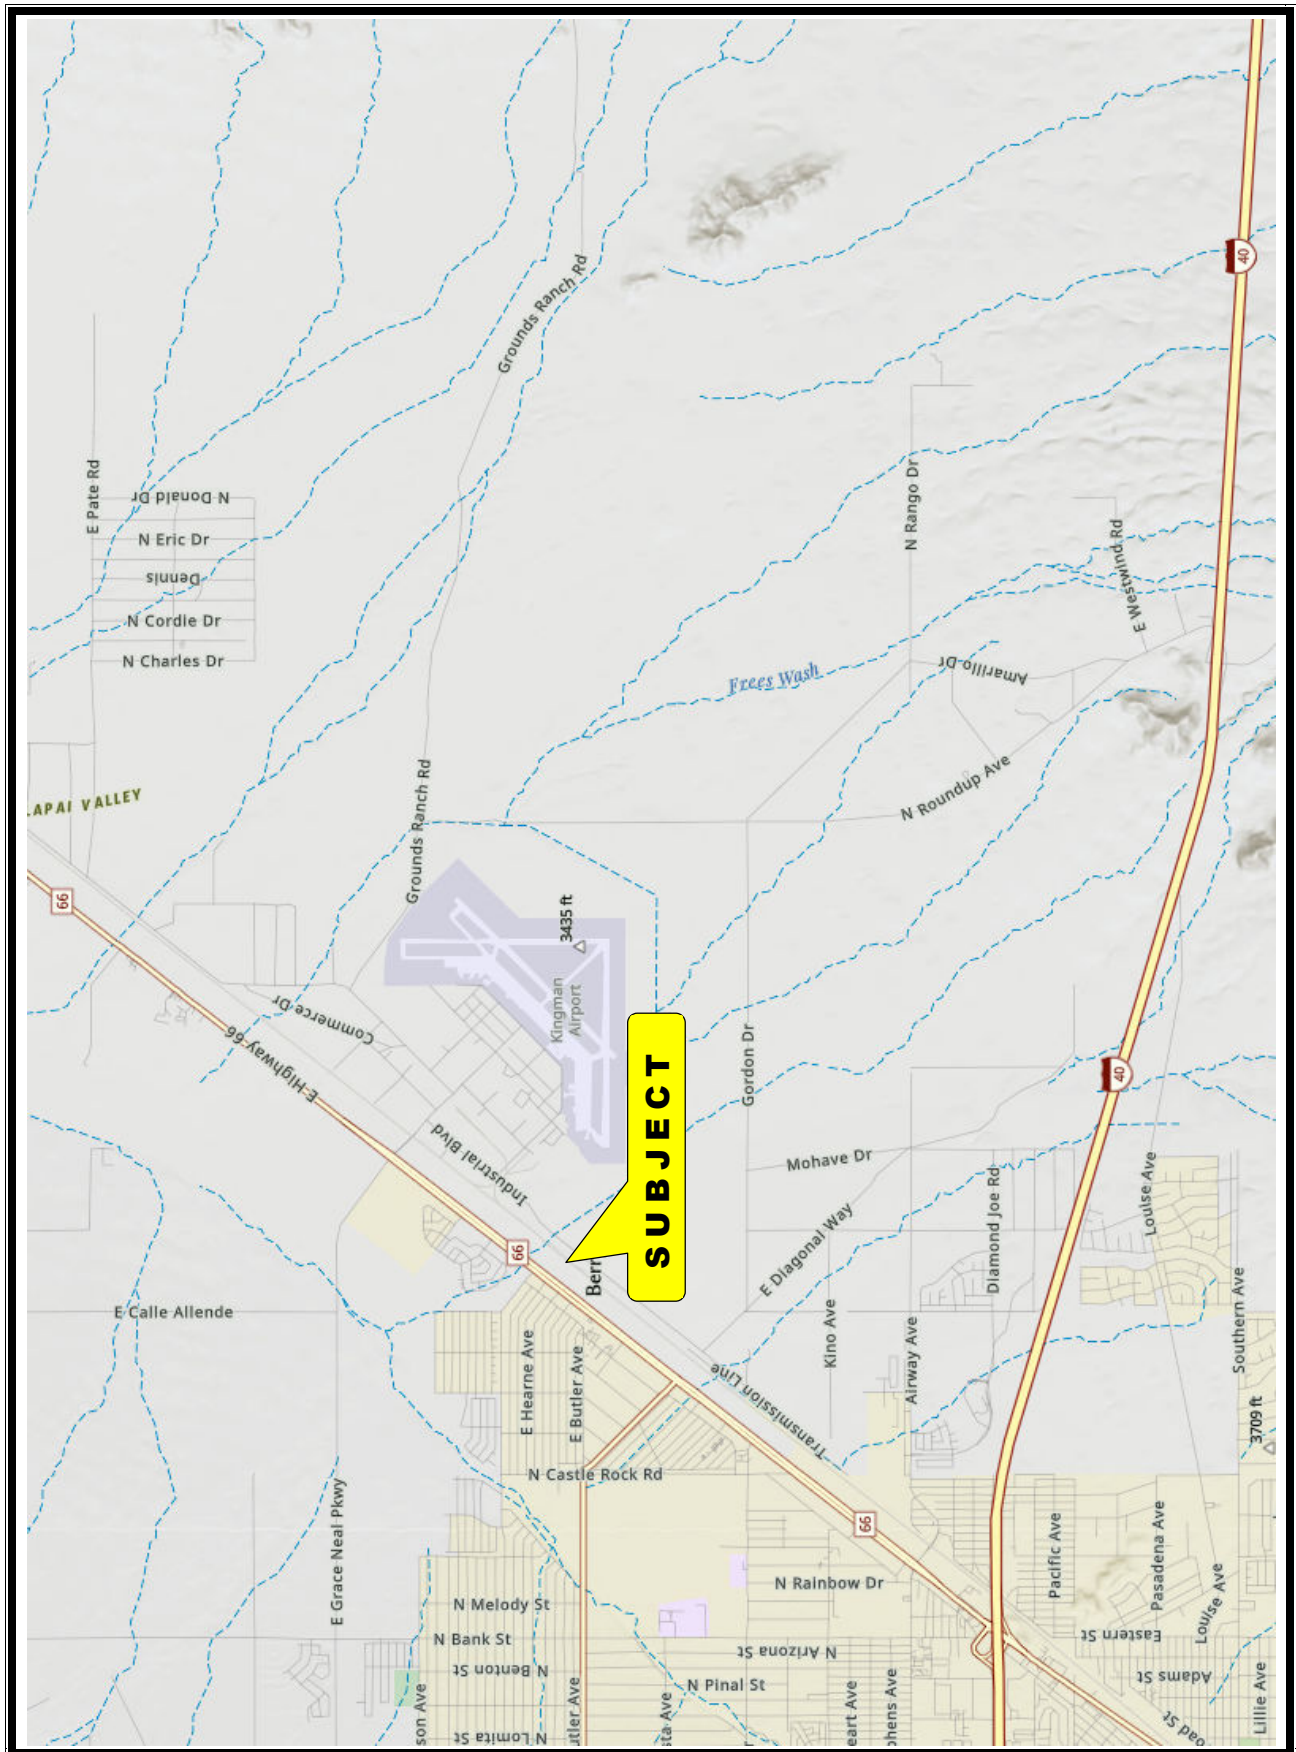 40
Grounds Ranch Rd
E Pate Rd
N Donald Dr
N Eric Dr
Dennis
N Cordie Dr
N Charles Dr
N Rango Dr
E Westwind Rd
Amarillo Dr
Frees Wash
N Roundup Ave
LAPAI VALLEY
Grounds Ranch Rd
66
3435 ft
Kingman
Airport
Commerce Dr
E Highway 66
Industrial Blvd
SUBJECT
Gordon Dr
40
Mohave Dr
E Diagonal Way
Diamond Joe Rd
Louise Ave
66
Berr
E Calle Allende
E Hearne Ave
E Butler Ave
Kino Ave
Airway Ave
Southern Ave
Transmission Line
3709 ft
N Castle Rock Rd
E Grace Neal Pkwy
66
Pacific Ave
Pasadena Ave
N Rainbow Dr
N Melody St
N Bank St
N Benton St
N Arizona St
Eastern St
Louise Ave
N Pinal St
Adams St
son Ave
N Lomita St
utler Ave
sta Ave
eart Ave
phens Ave
oad St
Lillie Ave